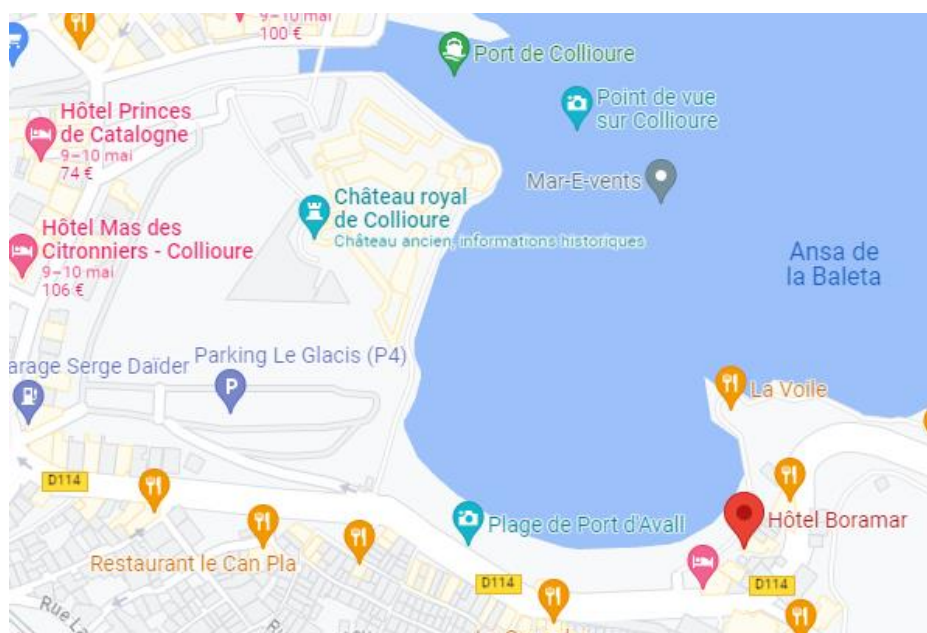 9–10 mai
100 €
Port de Collioure
Point de vue
sur Collioure
Hôtel Princes
de Catalogne
9–10 mai
74 €
Mar-E-vents
Château royal
de Collioure
Château ancien, informations historiques
Hôtel Mas des
Citronniers - Collioure
9–10 mai
106 €
Ansa de
la Baleta
arage Serge Daïder
Parking Le Glacis (P4)
P
La Voile
D114
Plage de Port d'Avall
Hôtel Boramar
Restaurant le Can Pla
D114
D114
Rue La